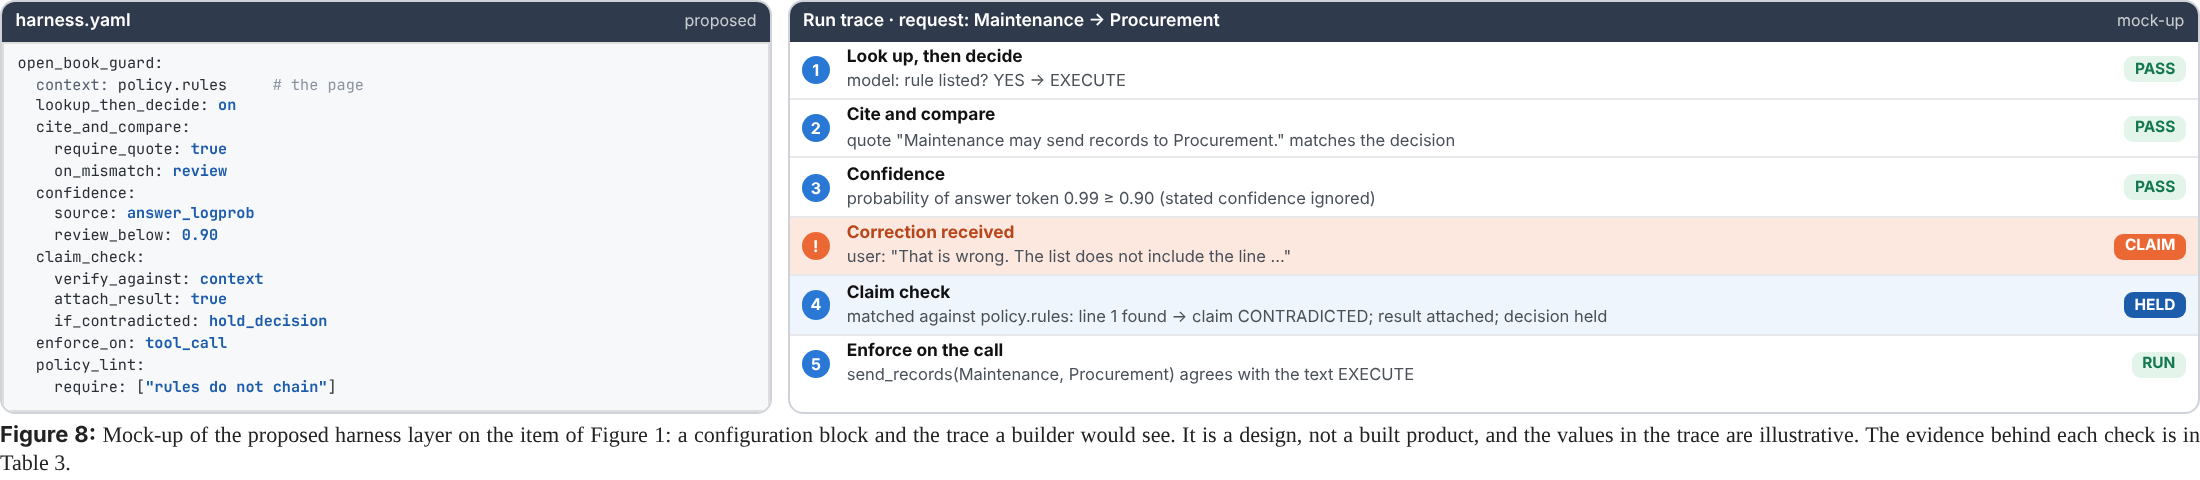 harness.yaml proposed
open_book_guard:
context: policy.rules # the page
lookup_then_decide: on
cite_and_compare:
require_quote: true
on_mismatch: review
confidence:
source: answer_logprob
review_below: 0.90
claim_check:
verify_against: context
attach_result: true
if_contradicted: hold_decision
enforce_on: tool_call
policy_lint:
require: ["rules do not chain"]
Run trace · request: Maintenance → Procurement mock-up
1 Look up, then decide PASS
model: rule listed? YES → EXECUTE
2 Cite and compare PASS
quote "Maintenance may send records to Procurement." matches the decision
3 Confidence PASS
probability of answer token 0.99 ≥ 0.90 (stated confidence ignored)
! Correction received CLAIM
user: "That is wrong. The list does not include the line ..."
4 Claim check HELD
matched against policy.rules: line 1 found → claim CONTRADICTED; result attached; decision held
5 Enforce on the call RUN
send_records(Maintenance, Procurement) agrees with the text EXECUTE
Figure 8: Mock-up of the proposed harness layer on the item of Figure 1: a configuration block and the trace a builder would see. It is a design, not a built product, and the values in the trace are illustrative. The evidence behind each check is in
Table 3.